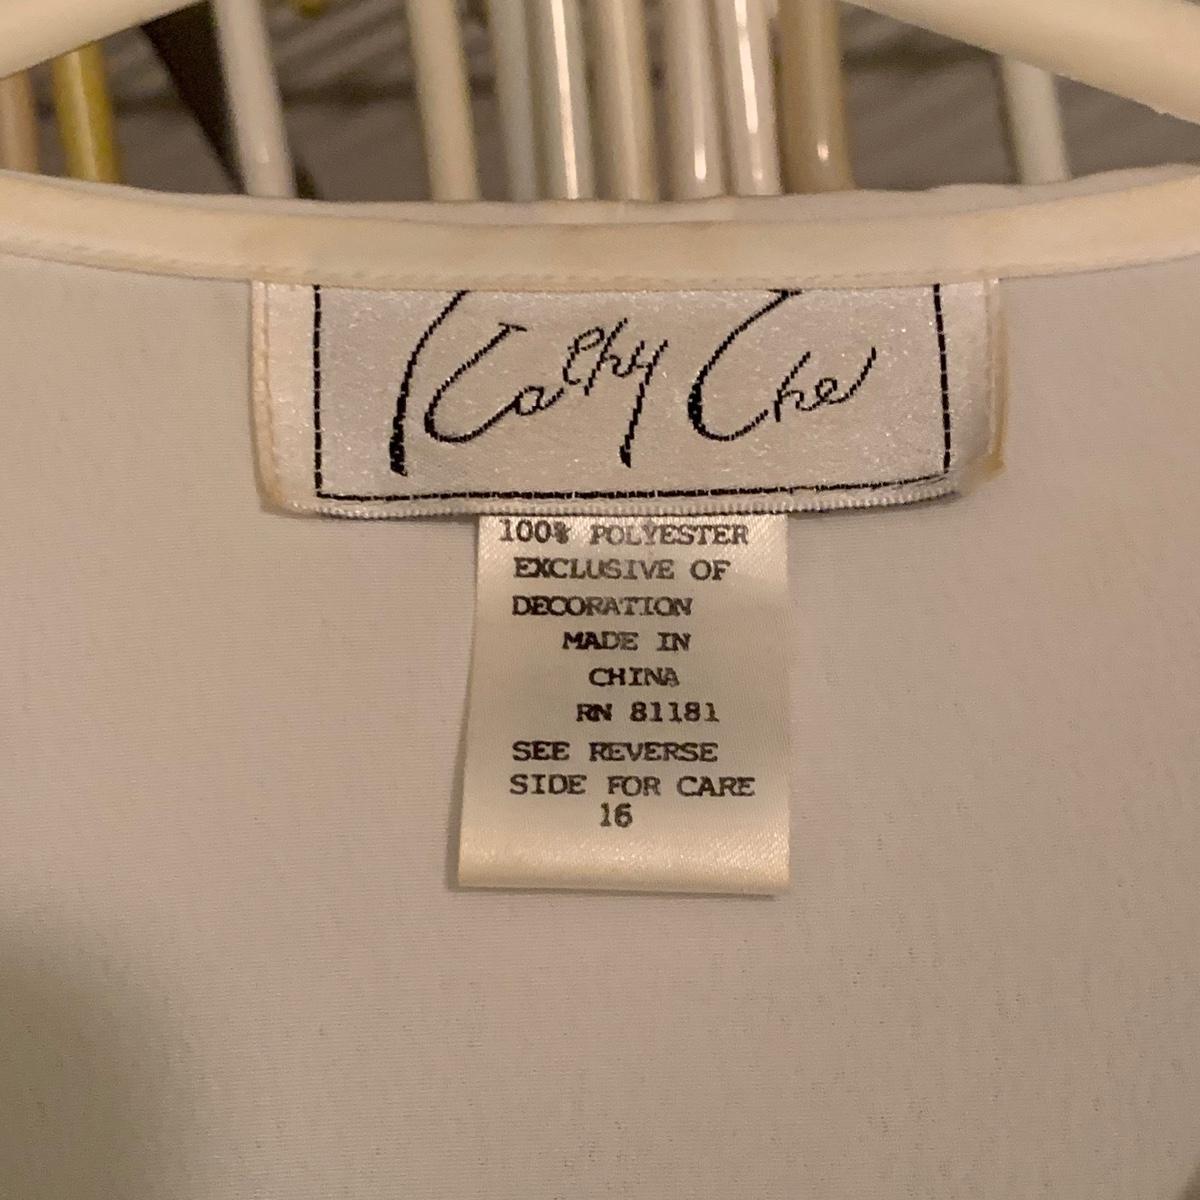 Kathy Che
100% POLYESTER
EXCLUSIVE OF
DECORATION
MADE IN
CHINA
RN 81181
SEE REVERSE
SIDE FOR CARE
16